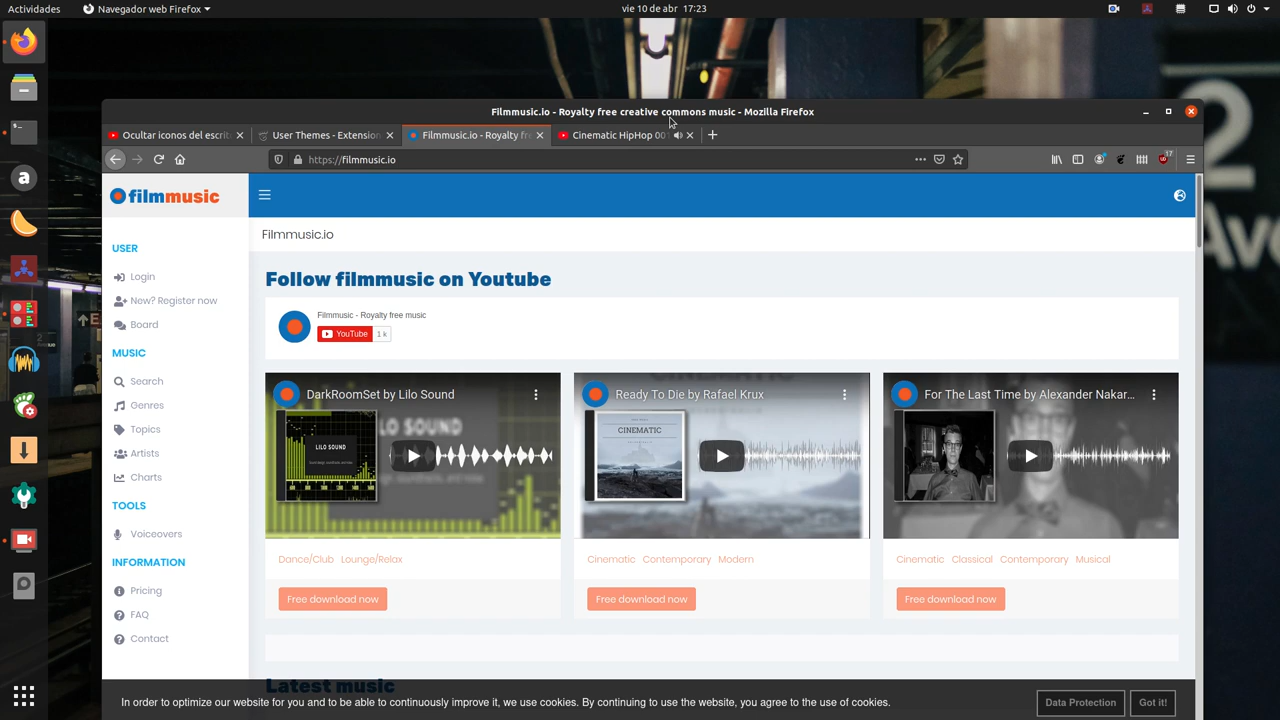 Actividades
Navegador web Firefox
vie 10 de abr 17:23
Filmmusic.io - Royalty free creative commons music - Mozilla Firefox
Ocultar iconos del escrit
User Themes - Extension
Filmmusic.io - Royalty fre
Cinematic HipHop 00
https://filmmusic.io
17
filmmusic
Filmmusic.io
USER
Login
New? Register now
Board
MUSIC
Search
Genres
Topics
Artists
Charts
TOOLS
Voiceovers
INFORMATION
Pricing
FAQ
Contact
Follow filmmusic on Youtube
Filmmusic - Royalty free music
YouTube 1 k
DarkRoomSet by Lilo Sound
LILO SOUND
Dance/Club Lounge/Relax
Free download now
Ready To Die by Rafael Krux
CINEMATIC
Cinematic Contemporary Modern
Free download now
For The Last Time by Alexander Nakar...
Cinematic Classical Contemporary Musical
Free download now
Latest music
In order to optimize our website for you and to be able to continuously improve it, we use cookies. By continuing to use the website, you agree to the use of cookies.
Data Protection
Got it!
2
Av